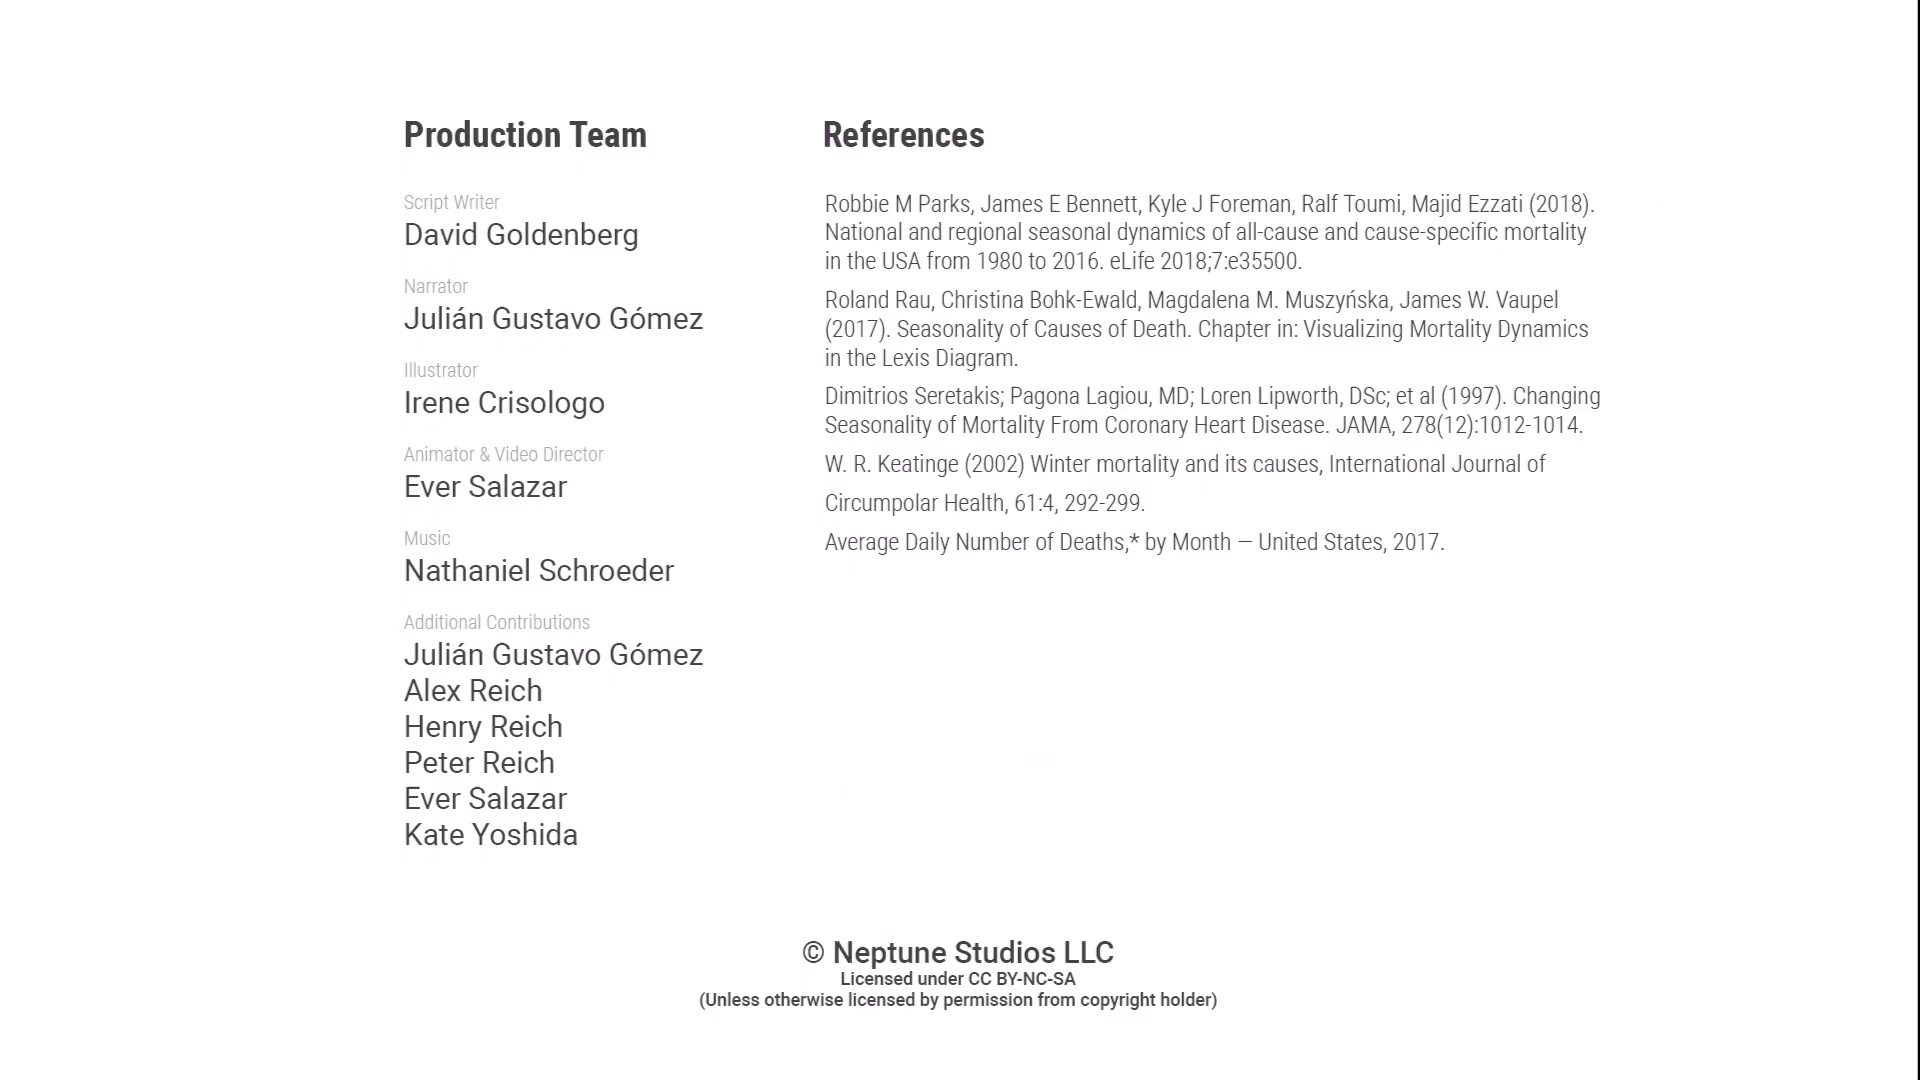 Production Team
Script Writer
David Goldenberg
Narrator
Julián Gustavo Gómez
Illustrator
Irene Crisologo
Animator & Video Director
Ever Salazar
Music
Nathaniel Schroeder
Additional Contributions
Julián Gustavo Gómez
Alex Reich
Henry Reich
Peter Reich
Ever Salazar
Kate Yoshida
References
Robbie M Parks, James E Bennett, Kyle J Foreman, Ralf Toumi, Majid Ezzati (2018).
National and regional seasonal dynamics of all-cause and cause-specific mortality
in the USA from 1980 to 2016. eLife 2018;7:e35500.
Roland Rau, Christina Bohk-Ewald, Magdalena M. Muszyńska, James W. Vaupel
(2017). Seasonality of Causes of Death. Chapter in: Visualizing Mortality Dynamics
in the Lexis Diagram.
Dimitrios Seretakis; Pagona Lagiou, MD; Loren Lipworth, DSc; et al (1997). Changing
Seasonality of Mortality From Coronary Heart Disease. JAMA, 278(12):1012-1014.
W. R. Keatinge (2002) Winter mortality and its causes, International Journal of
Circumpolar Health, 61:4, 292-299.
Average Daily Number of Deaths,* by Month — United States, 2017.
© Neptune Studios LLC
Licensed under CC BY-NC-SA
(Unless otherwise licensed by permission from copyright holder)